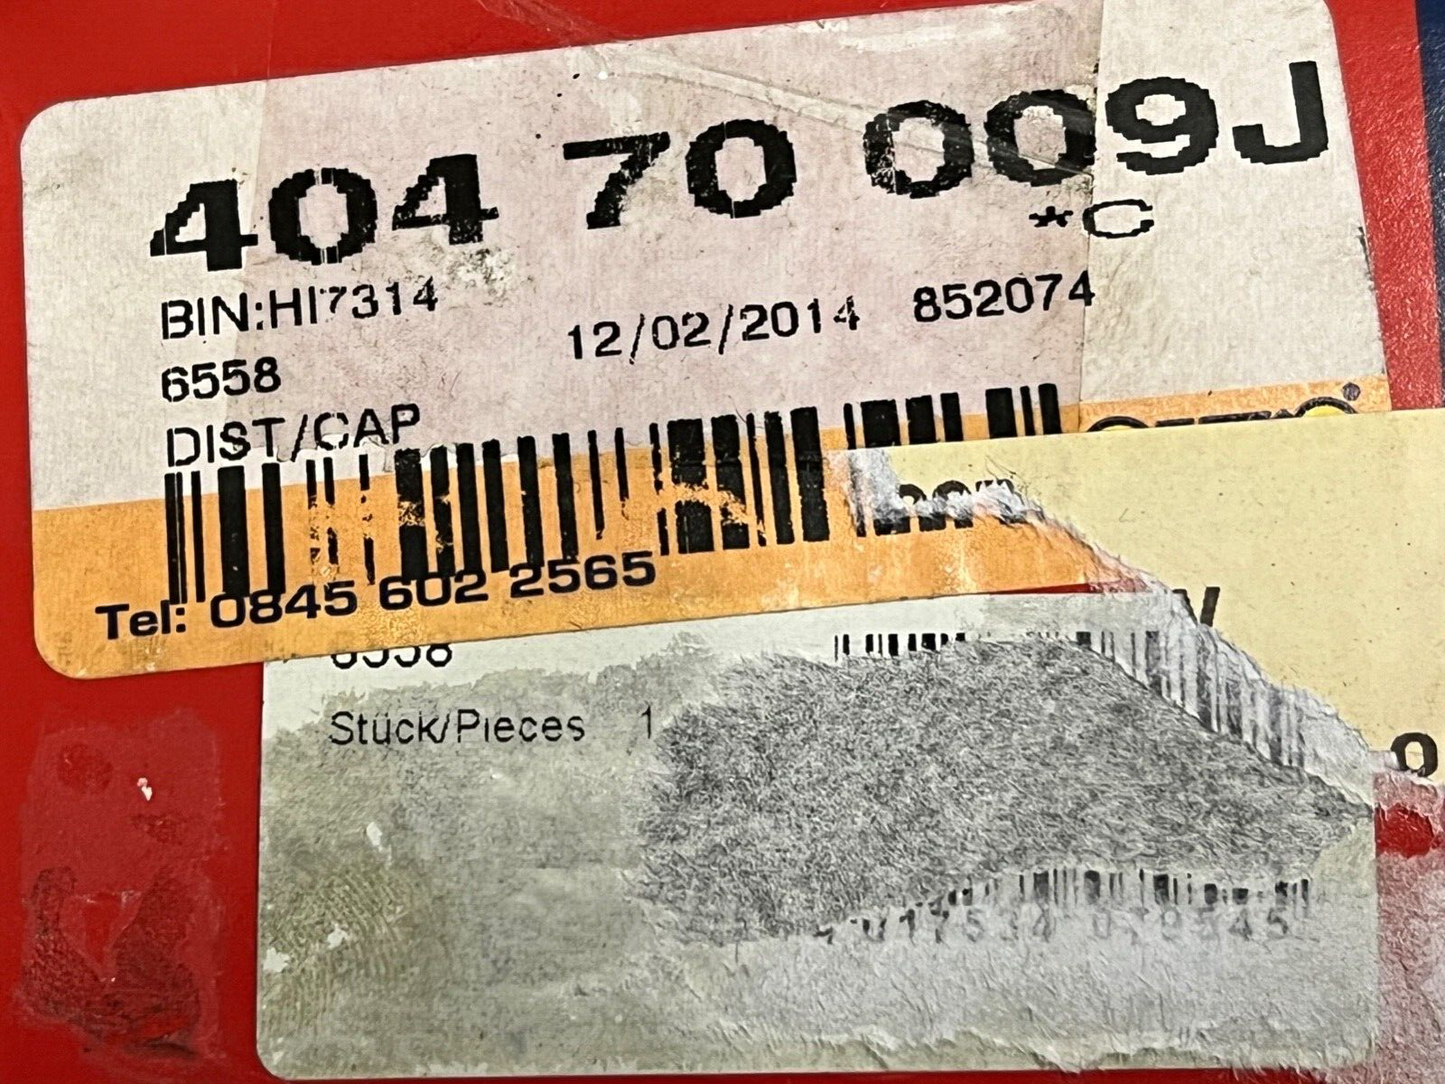 404 70 009J
*C
BIN:HI7314
12/02/2014 852074
6558
DIST/CAP
Tel: 0845 602 2565
6558
Stück/Pieces 1